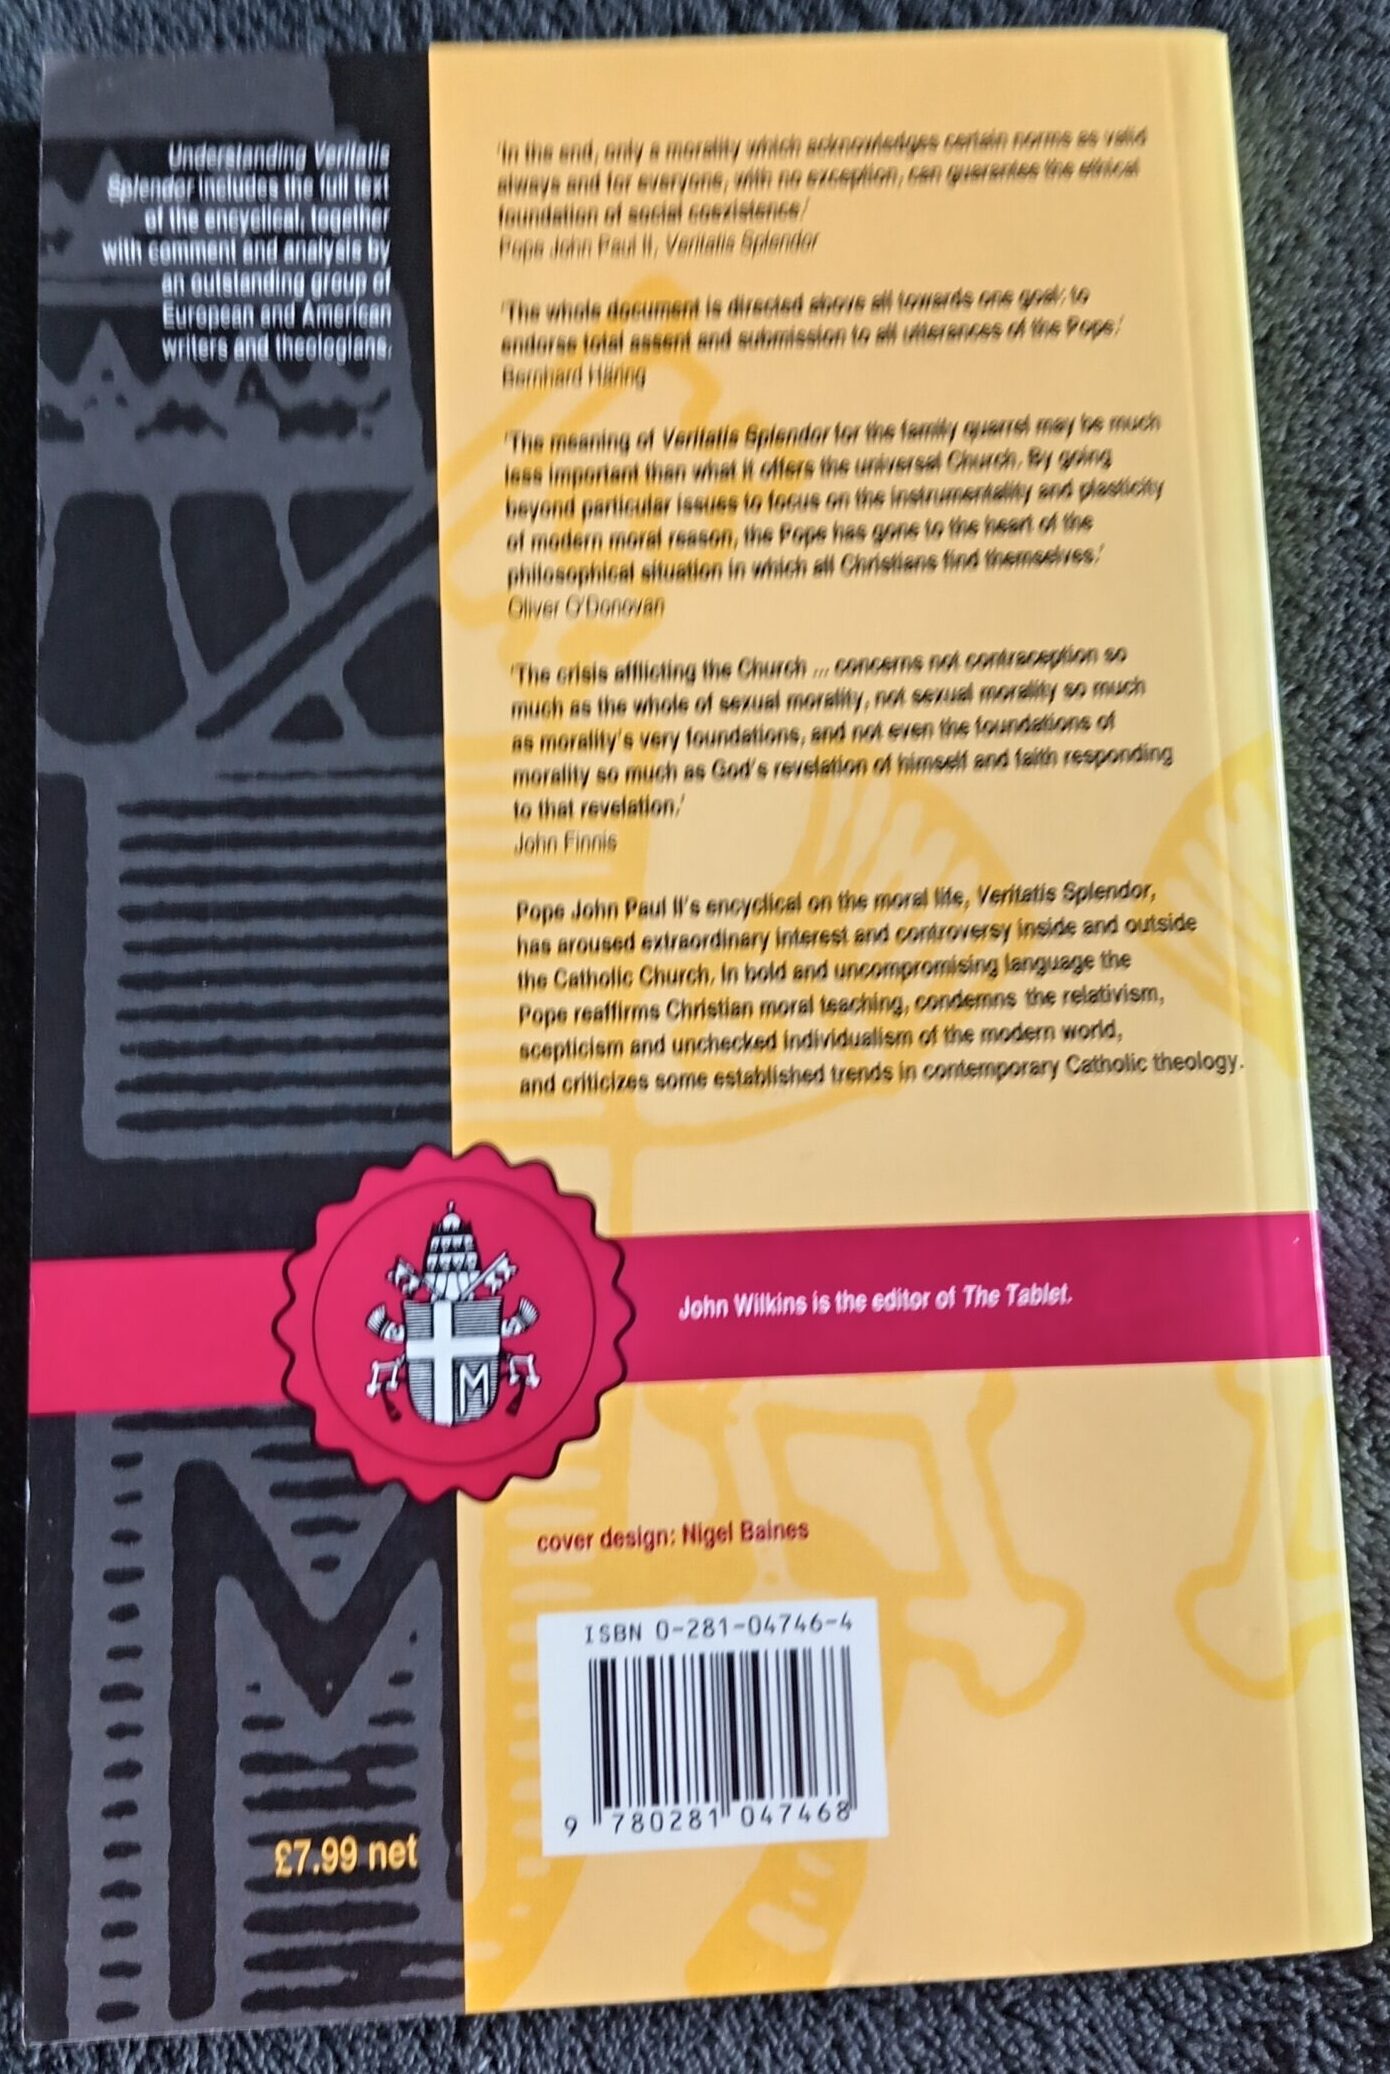 Understanding Veritatis
Splendor includes the full text
of the encyclical, together
with comment and analysis by
an outstanding group of
European and American
writers and theologians.
'In the end, only a morality which acknowledges certain norms as valid
always and for everyone, with no exception, can guarantee the ethical
foundation of social coexistence.'
Pope John Paul II, Veritatis Splendor
'The whole document is directed above all towards one goal: to
endorse total assent and submission to all utterances of the Pope.'
Bernhard Häring
'The meaning of Veritatis Splendor for the family quarrel may be much
less important than what it offers the universal Church. By going
beyond particular issues to focus on the instrumentality and plasticity
of modern moral reason, the Pope has gone to the heart of the
philosophical situation in which all Christians find themselves.'
Oliver O'Donovan
'The crisis afflicting the Church ... concerns not contraception so
much as the whole of sexual morality, not sexual morality so much
as morality's very foundations, and not even the foundations of
morality so much as God's revelation of himself and faith responding
to that revelation.'
John Finnis
Pope John Paul II's encyclical on the moral life, Veritatis Splendor,
has aroused extraordinary interest and controversy inside and outside
the Catholic Church. In bold and uncompromising language the
Pope reaffirms Christian moral teaching, condemns the relativism,
scepticism and unchecked individualism of the modern world,
and criticizes some established trends in contemporary Catholic theology.
M
John Wilkins is the editor of The Tablet.
cover design: Nigel Baines
ISBN 0-281-04746-4
9 780281 047468
£7.99 net